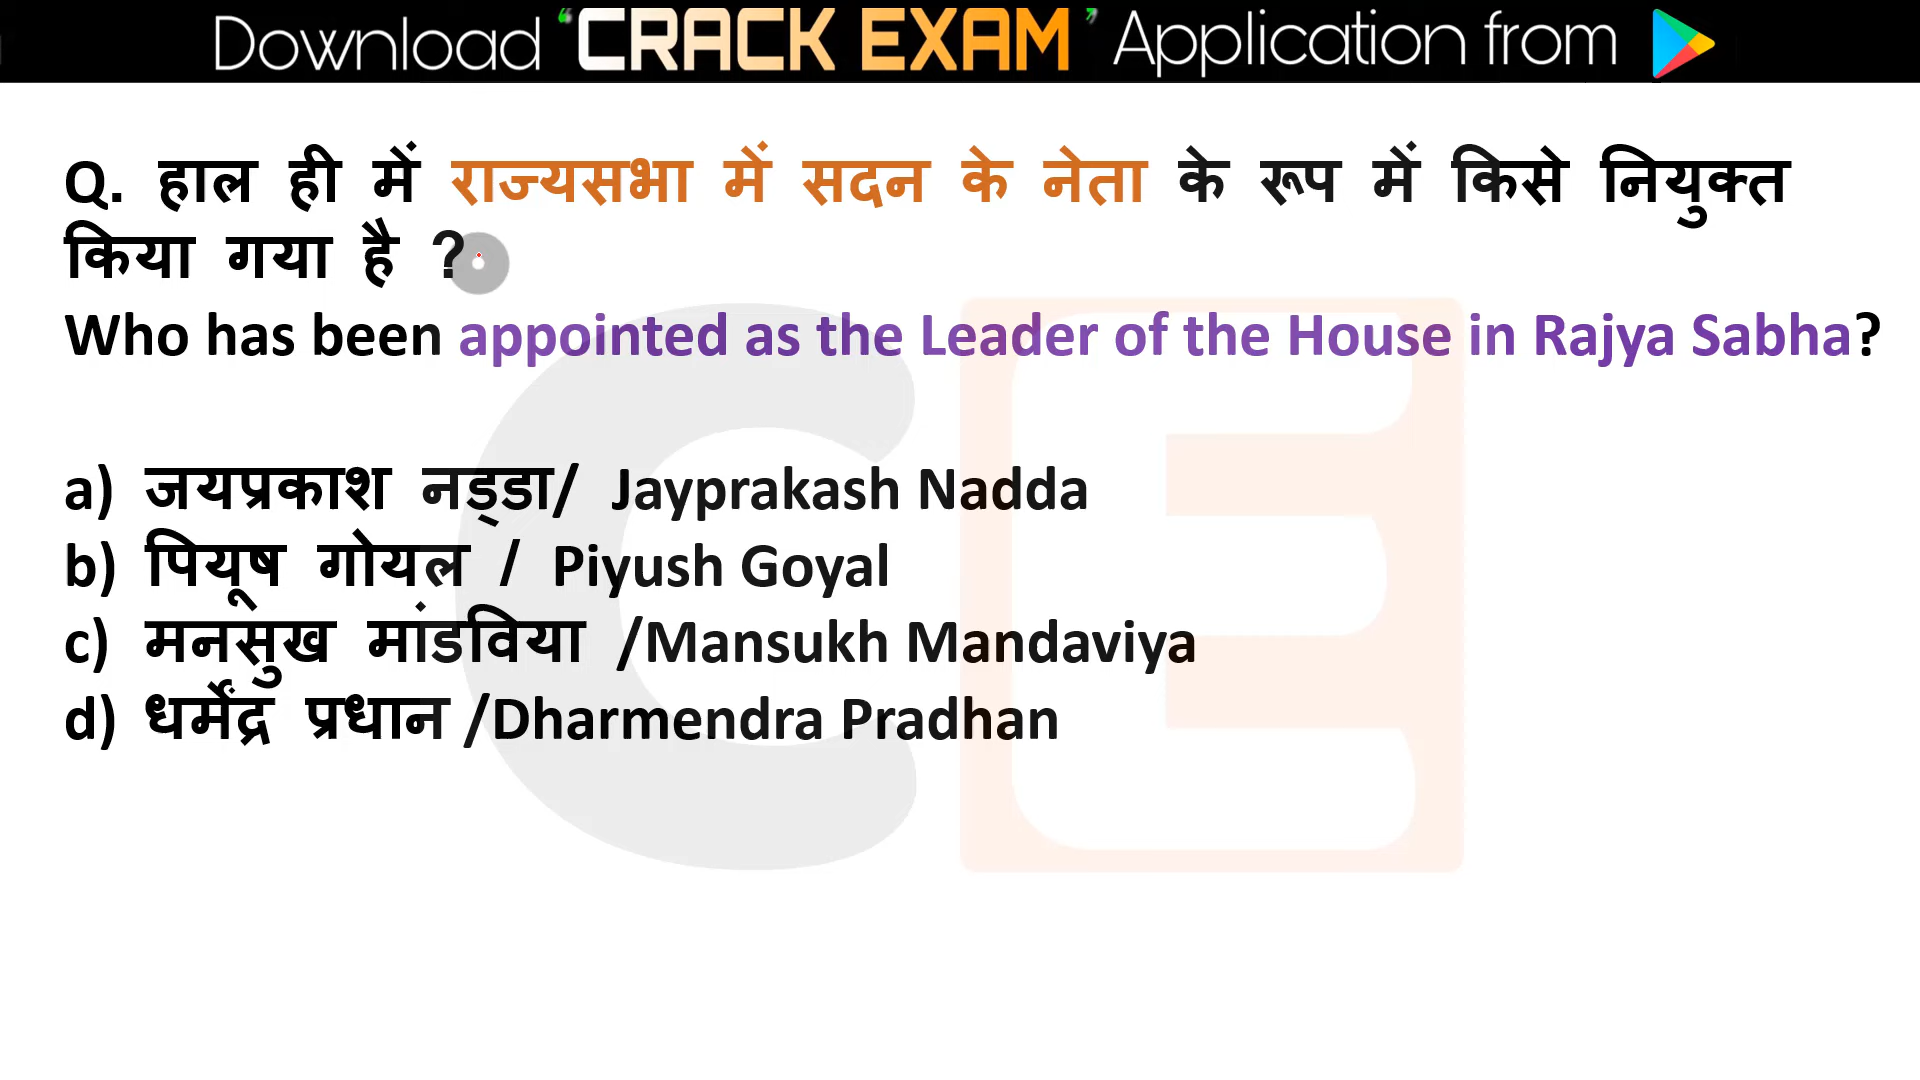 Download ‘CRACK EXAM’ Application from
Q. हाल ही में राज्यसभा में सदन के नेता के रूप में किसे नियुक्त
किया गया है ?
Who has been appointed as the Leader of the House in Rajya Sabha?
a) जयप्रकाश नड्डा/ Jayprakash Nadda
b) पियूष गोयल / Piyush Goyal
c) मनसुख मांडविया /Mansukh Mandaviya
d) धर्मेंद्र प्रधान /Dharmendra Pradhan
CE